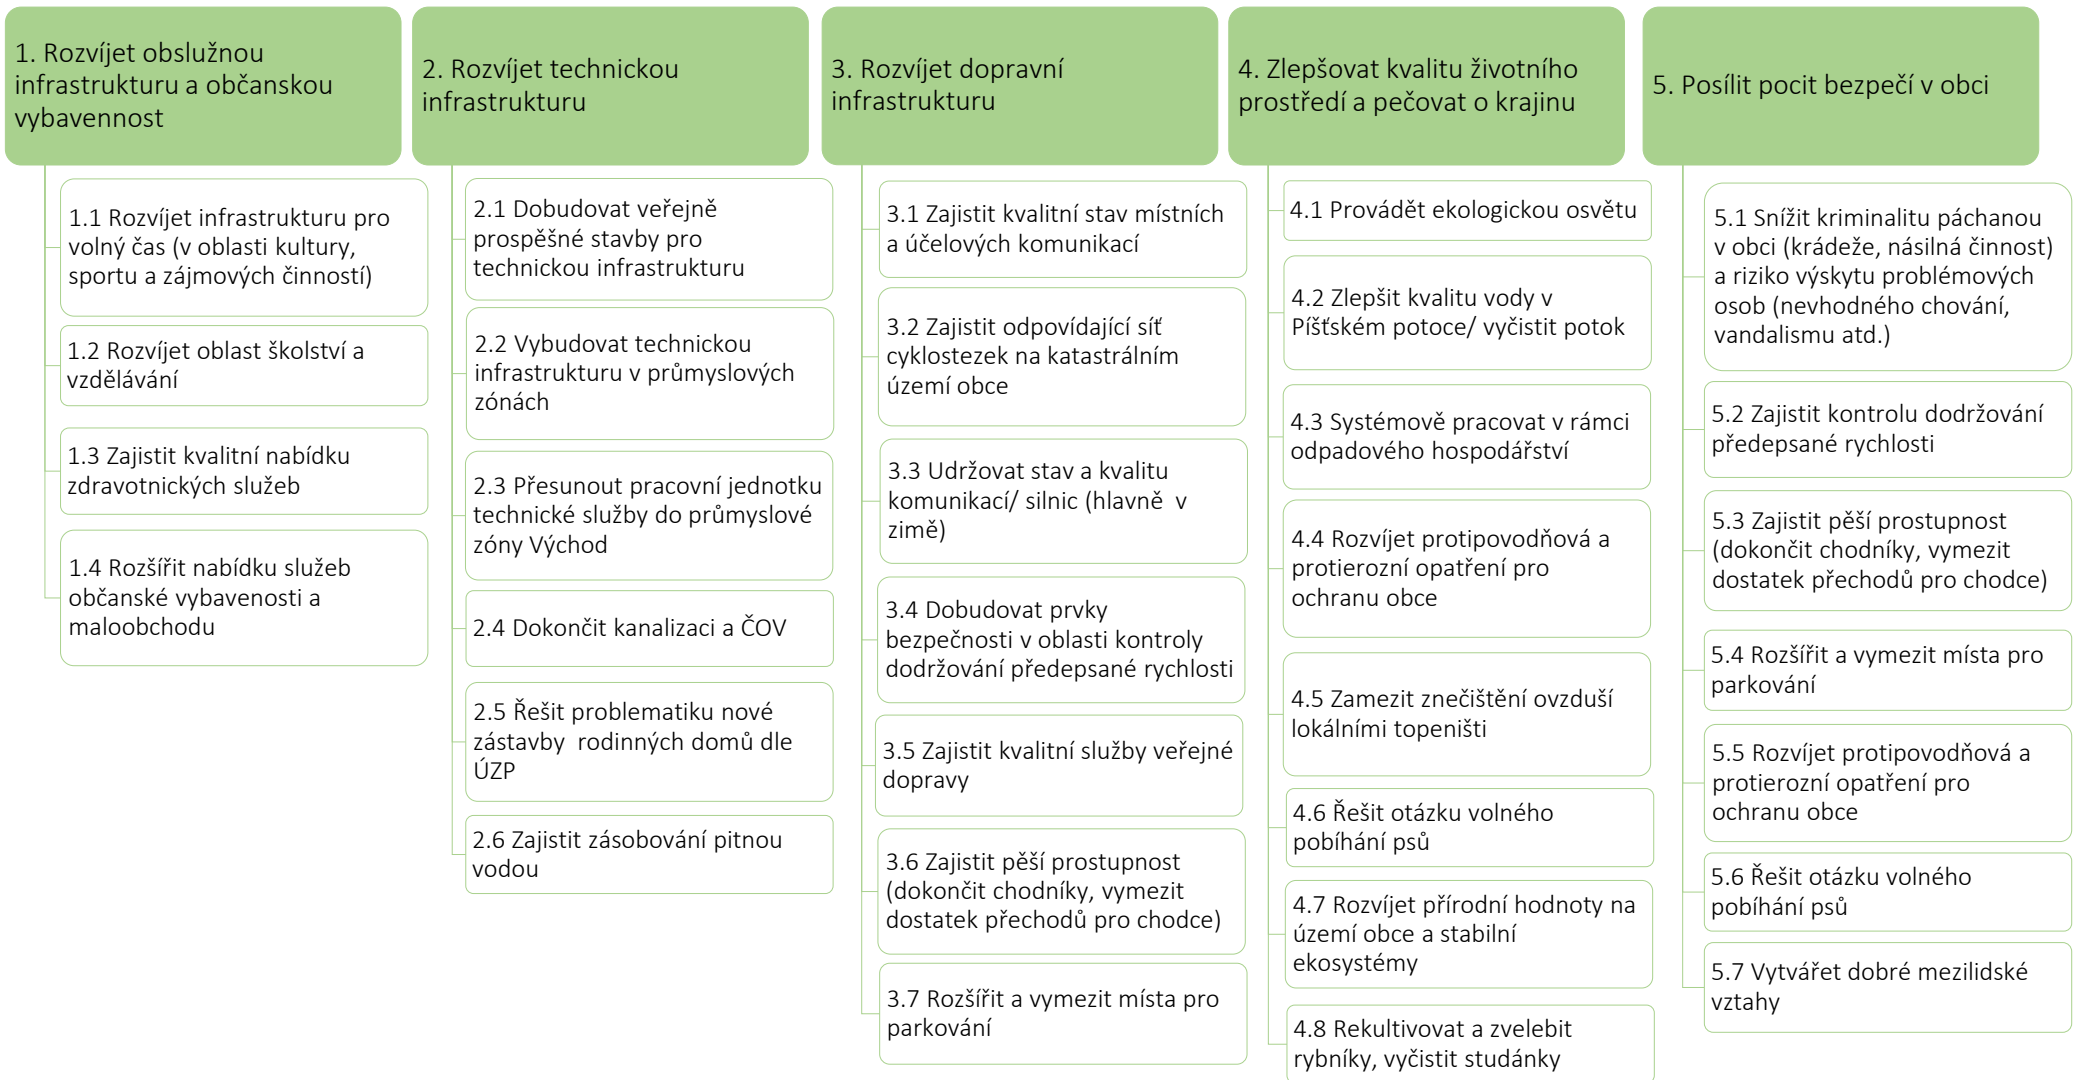 1. Rozvíjet obslužnou
infrastrukturu a občanskou
vybavennost
1.1 Rozvíjet infrastrukturu pro
volný čas (v oblasti kultury,
sportu a zájmových činností)
1.2 Rozvíjet oblast školství a
vzdělávání
1.3 Zajistit kvalitní nabídku
zdravotnických služeb
1.4 Rozšířit nabídku služeb
občanské vybavenosti a
maloobchodu
2. Rozvíjet technickou
infrastrukturu
2.1 Dobudovat veřejně
prospěšné stavby pro
technickou infrastrukturu
2.2 Vybudovat technickou
infrastrukturu v průmyslových
zónách
2.3 Přesunout pracovní jednotku
technické služby do průmyslové
zóny Východ
2.4 Dokončit kanalizaci a ČOV
2.5 Řešit problematiku nové
zástavby  rodinných domů dle
ÚZP
2.6 Zajistit zásobování pitnou
vodou
3. Rozvíjet dopravní
infrastrukturu
3.1 Zajistit kvalitní stav místních
a účelových komunikací
3.2 Zajistit odpovídající síť
cyklostezek na katastrálním
území obce
3.3 Udržovat stav a kvalitu
komunikací/ silnic (hlavně  v
zimě)
3.4 Dobudovat prvky
bezpečnosti v oblasti kontroly
dodržování předepsané rychlosti
3.5 Zajistit kvalitní služby veřejné
dopravy
3.6 Zajistit pěší prostupnost
(dokončit chodníky, vymezit
dostatek přechodů pro chodce)
3.7 Rozšířit a vymezit místa pro
parkování
4. Zlepšovat kvalitu životního
prostředí a pečovat o krajinu
4.1 Provádět ekologickou osvětu
4.2 Zlepšit kvalitu vody v
Píšťském potoce/ vyčistit potok
4.3 Systémově pracovat v rámci
odpadového hospodářství
4.4 Rozvíjet protipovodňová a
protierozní opatření pro
ochranu obce
4.5 Zamezit znečištění ovzduší
lokálními topeništi
4.6 Řešit otázku volného
pobíhání psů
4.7 Rozvíjet přírodní hodnoty na
území obce a stabilní
ekosystémy
4.8 Rekultivovat a zvelebit
rybníky, vyčistit studánky
5. Posílit pocit bezpečí v obci
5.1 Snížit kriminalitu páchanou
v obci (krádeže, násilná činnost)
a riziko výskytu problémových
osob (nevhodného chování,
vandalismu atd.)
5.2 Zajistit kontrolu dodržování
předepsané rychlosti
5.3 Zajistit pěší prostupnost
(dokončit chodníky, vymezit
dostatek přechodů pro chodce)
5.4 Rozšířit a vymezit místa pro
parkování
5.5 Rozvíjet protipovodňová a
protierozní opatření pro
ochranu obce
5.6 Řešit otázku volného
pobíhání psů
5.7 Vytvářet dobré mezilidské
vztahy